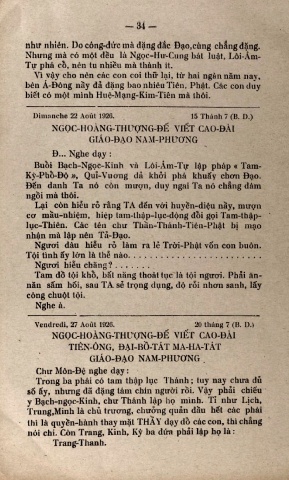 — 34 —
như nhiên. Do công-đức mà đặng đắc Đạo,cùng chẳng đặng.
Nhưng mà có một đều là Ngọc-Hư-Cung bát luật, Lôi-Âm-
Tự phá cổ, nên tu nhiều mà thành ít.
Vì vậy cho nên các con coi thử lại, từ hai ngàn năm nay,
bên Á-Đông nầy đã đặng bao nhiêu Tiên, Phật. Các con duy
biết có một mình Huệ-Mạng-Kim-Tiên mà thôi.
Dimanche 22 Août 1926. 15 Thánh 7 (B. D.)
NGỌC-HOÀNG-THƯỢNG-ĐẾ VIẾT CAO-ĐÀI
GIÁO-ĐẠO NAM-PHƯƠNG
Đ... Nghe dạy :
Buổi Bạch-Ngọc-Kinh và Lôi-Âm-Tự lập pháp « Tam-
Kỳ-Phổ-Độ », Quỉ-Vương đã khởi phá khuấy chơn Đạo.
Đến danh Ta nó còn mượn, duy ngai Ta nó chẳng dám
ngồi mà thôi.
Lại còn hiểu rõ rằng TA đến với huyền-diệu nầy, mượn
cơ mầu-nhiệm, hiệp tam-thập-lục-động đổi gọi Tam-thập-
lục-Thiên. Các tên chư Thần-Thánh-Tiên-Phật bị mạo
nhận mà lập nên Tả-Đạo.
Ngươi đâu hiểu rõ làm ra lẽ Trời-Phật vốn con buôn.
Tội tình ấy lớn là thế nào. . . . . . . . . . . . .
Ngươi hiểu chăng? . . . . . . . . . . . . . . . .
Tam đồ tội khổ, bất năng thoát tục là tội ngươi. Phải ăn-
năn sám hối, sau TA sẽ trọng dụng, độ rỗi nhơn sanh, lấy
công chuộc tội.
Nghe à.
Vendredi, 27 Août 1926. 20 tháng 7 (B. D.)
NGỌC-HOÀNG-THƯỢNG-ĐẾ VIẾT CAO-ĐÀI
TIÊN-ÔNG, ĐẠI-BỒ-TÁT MA-HA-TÁT
GIÁO-ĐẠO NAM-PHƯƠNG
Chư Môn-Đệ nghe dạy :
Trong ba phái có tam thập lục Thánh ; tuy nay chưa đủ
số ấy, nhưng đã đặng tám chín người rồi. Vậy phải chiếu
y Bạch-ngọc-Kinh, chư Thánh lập họ mình. Tỉ như Lịch,
Trung,Minh là chủ trương, chưởng quản đầu hết các phái
thì là quyền-hành thay mặt THẦY dạy dỗ các con, thì chẳng
nói chi. Còn Trang, Kinh, Kỳ ba đứa phải lập họ là :
Trang-Thanh.